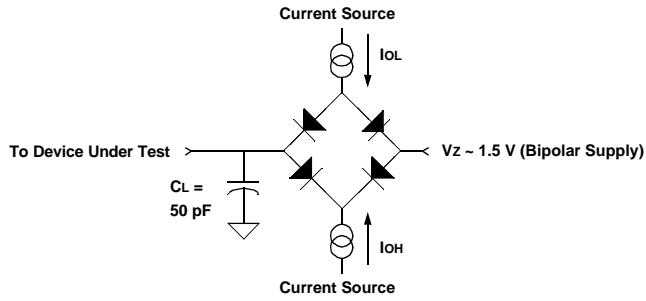 Current Source
IOL
To Device Under Test
VZ ~ 1.5 V (Bipolar Supply)
CL =
50 pF
IOH
Current Source